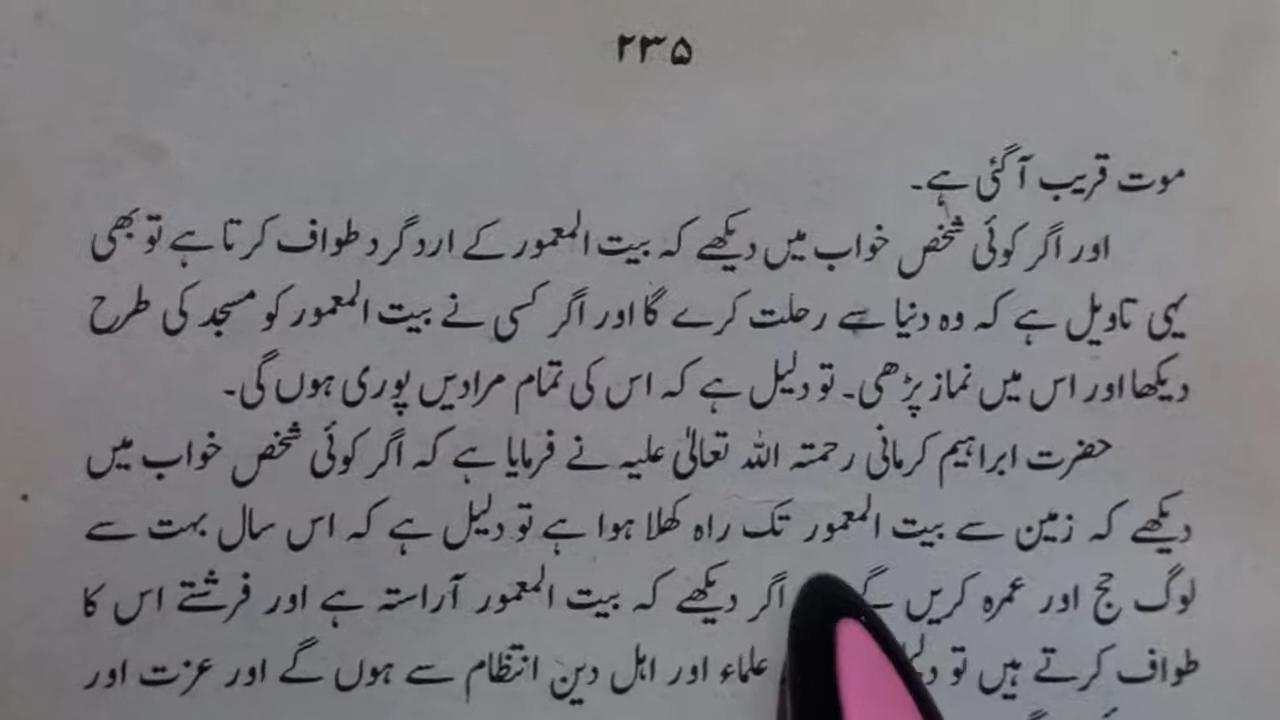 ۲۳۵
موت قریب آ گئی ہے۔
اور اگر کوئی شخص خواب میں دیکھے کہ بیت المعمور کے ارد گرد طواف کرتا ہے تو بھی
یہی تاویل ہے کہ وہ دنیا سے رحلت کرے گا اور اگر کسی نے بیت المعمور کو مسجد کی طرح
دیکھا اور اس میں نماز پڑھی۔ تو دلیل ہے کہ اس کی تمام مرادیں پوری ہوں گی۔
حضرت ابراہیم کرمانی رحمتہ اللہ تعالیٰ علیہ نے فرمایا ہے کہ اگر کوئی شخص خواب میں
دیکھے کہ زمین سے بیت المعمور تک راہ کھلا ہوا ہے تو دلیل ہے کہ اس سال بہت سے
لوگ حج اور عمرہ کریں اگر دیکھے کہ بیت المعمور آراستہ ہے اور فرشتے اس کا
طواف کرتے ہیں تو علماء اور اہل دین انتظام سے ہوں گے اور عزت اور